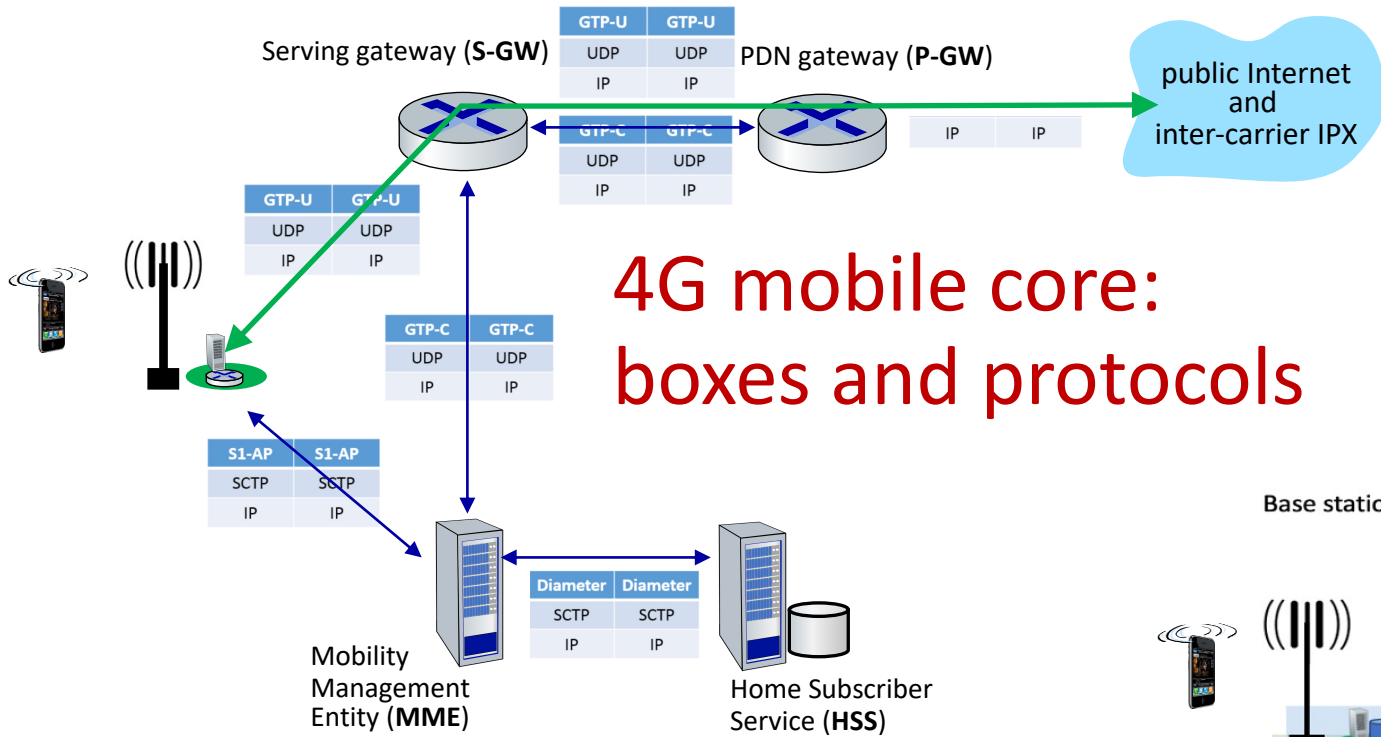 GTP-U GTP-U
UDP UDP
IP IP
Serving gateway (S-GW)
PDN gateway (P-GW)
public Internet
and
inter-carrier IPX
GTP-C GTP-C
UDP UDP
IP IP
IP IP
GTP-U GTP-U
UDP UDP
IP IP
4G mobile core:
boxes and protocols
GTP-C GTP-C
UDP UDP
IP IP
S1-AP S1-AP
SCTP SCTP
IP IP
Base static
Diameter Diameter
SCTP SCTP
IP IP
Mobility
Management
Entity (MME)
Home Subscriber
Service (HSS)